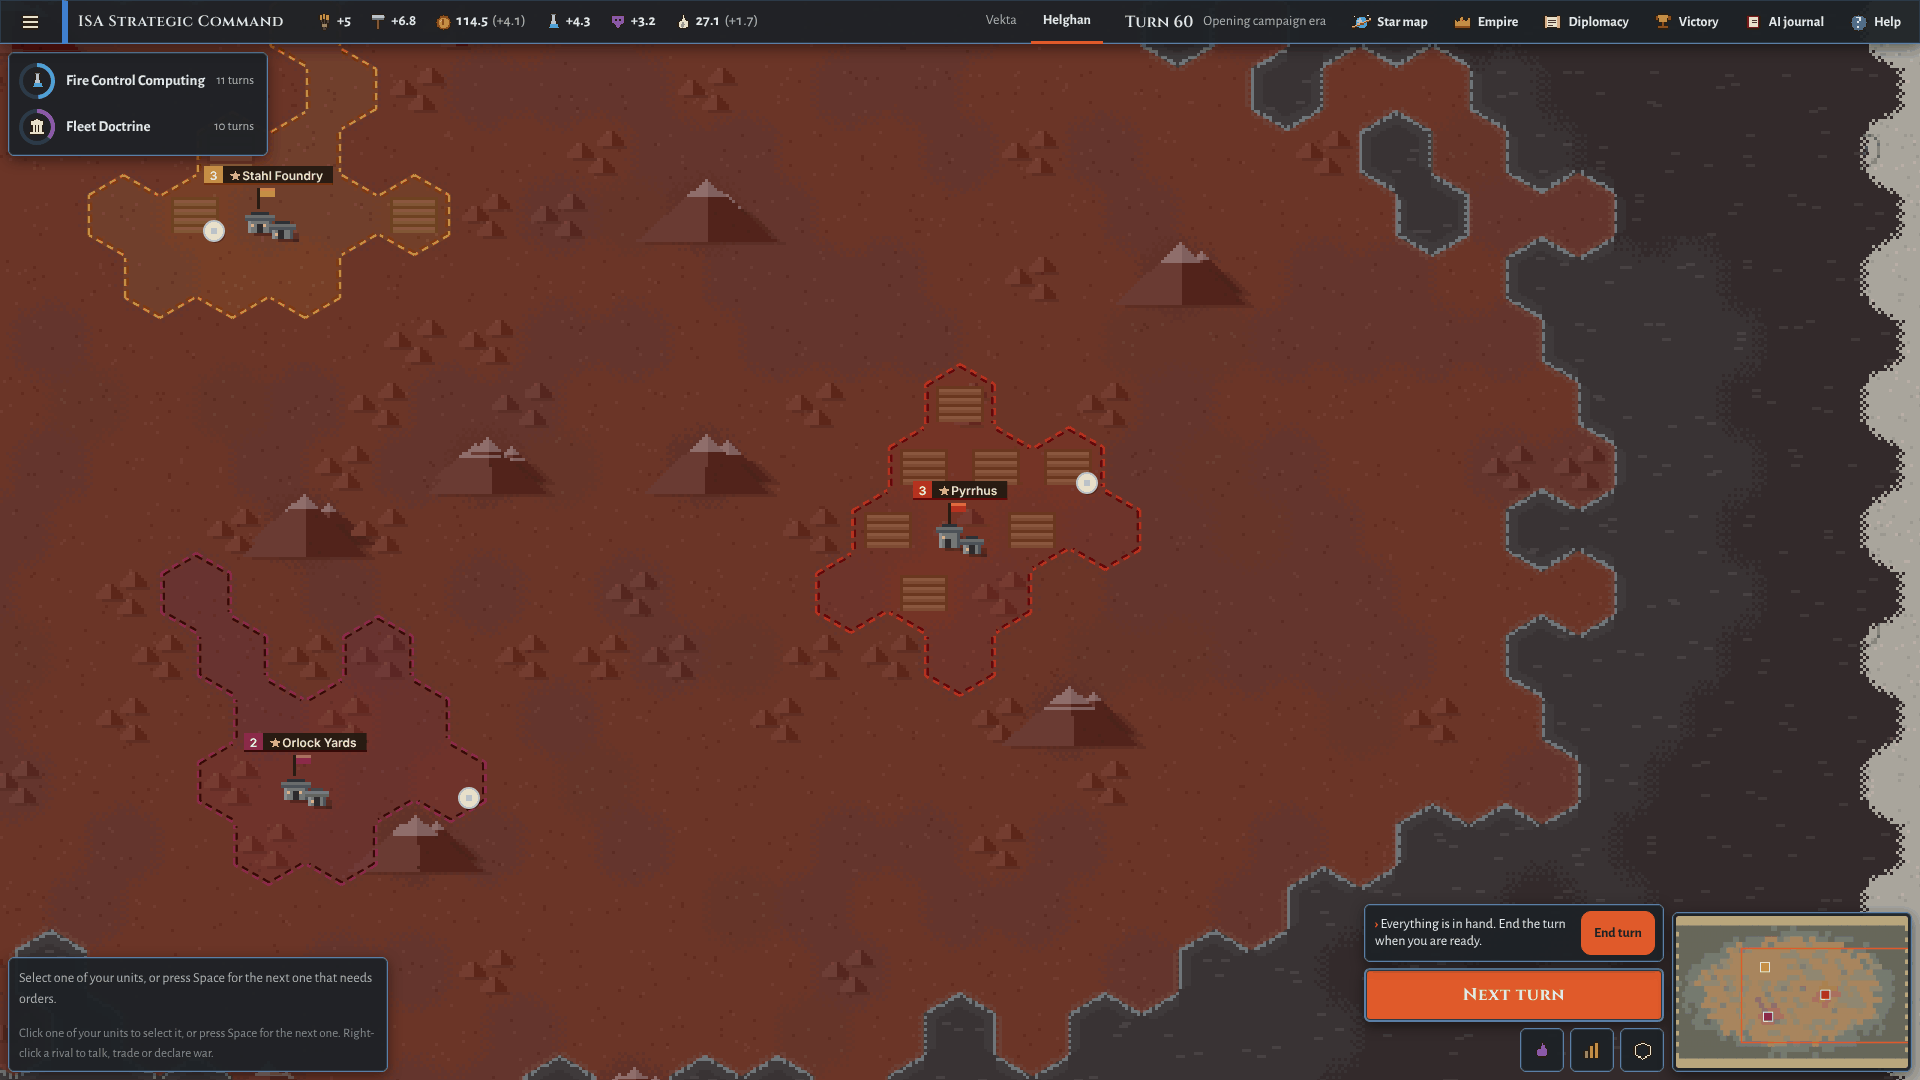 ISA Strategic Command
+5
+6.8
114.5 (+4.1)
+4.3
+3.2
27.1 (+1.7)
Vekta
Helghan
Turn 60
Opening campaign era
Star map
Empire
Diplomacy
Victory
AI journal
Help
Fire Control Computing 11 turns
Fleet Doctrine 10 turns
3 ★Stahl Foundry
3 ★Pyrrhus
2 ★Orlock Yards
› Everything is in hand. End the turn
when you are ready.
End turn
Next turn
Select one of your units, or press Space for the next one that needs
orders.
Click one of your units to select it, or press Space for the next one. Right-
click a rival to talk, trade or declare war.